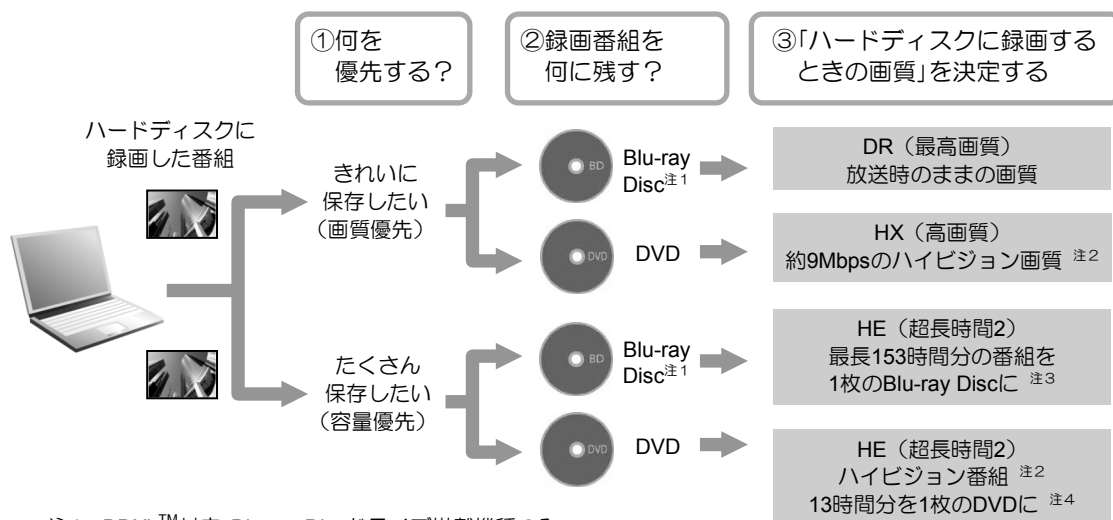 ①何を
優先する？
②録画番組を
何に残す？
③「ハードディスクに録画する
ときの画質」を決定する
ハードディスクに
録画した番組
きれいに
保存したい
（画質優先）
BD
Blu-ray
Disc注1
DR（最高画質）
放送時のままの画質
DVD
DVD
HX（高画質）
約9Mbpsのハイビジョン画質 注2
たくさん
保存したい
（容量優先）
BD
Blu-ray
Disc注1
HE（超長時間2）
最長153時間分の番組を
1枚のBlu-ray Discに 注3
DVD
DVD
HE（超長時間2）
ハイビジョン番組 注2
13時間分を1枚のDVDに 注4